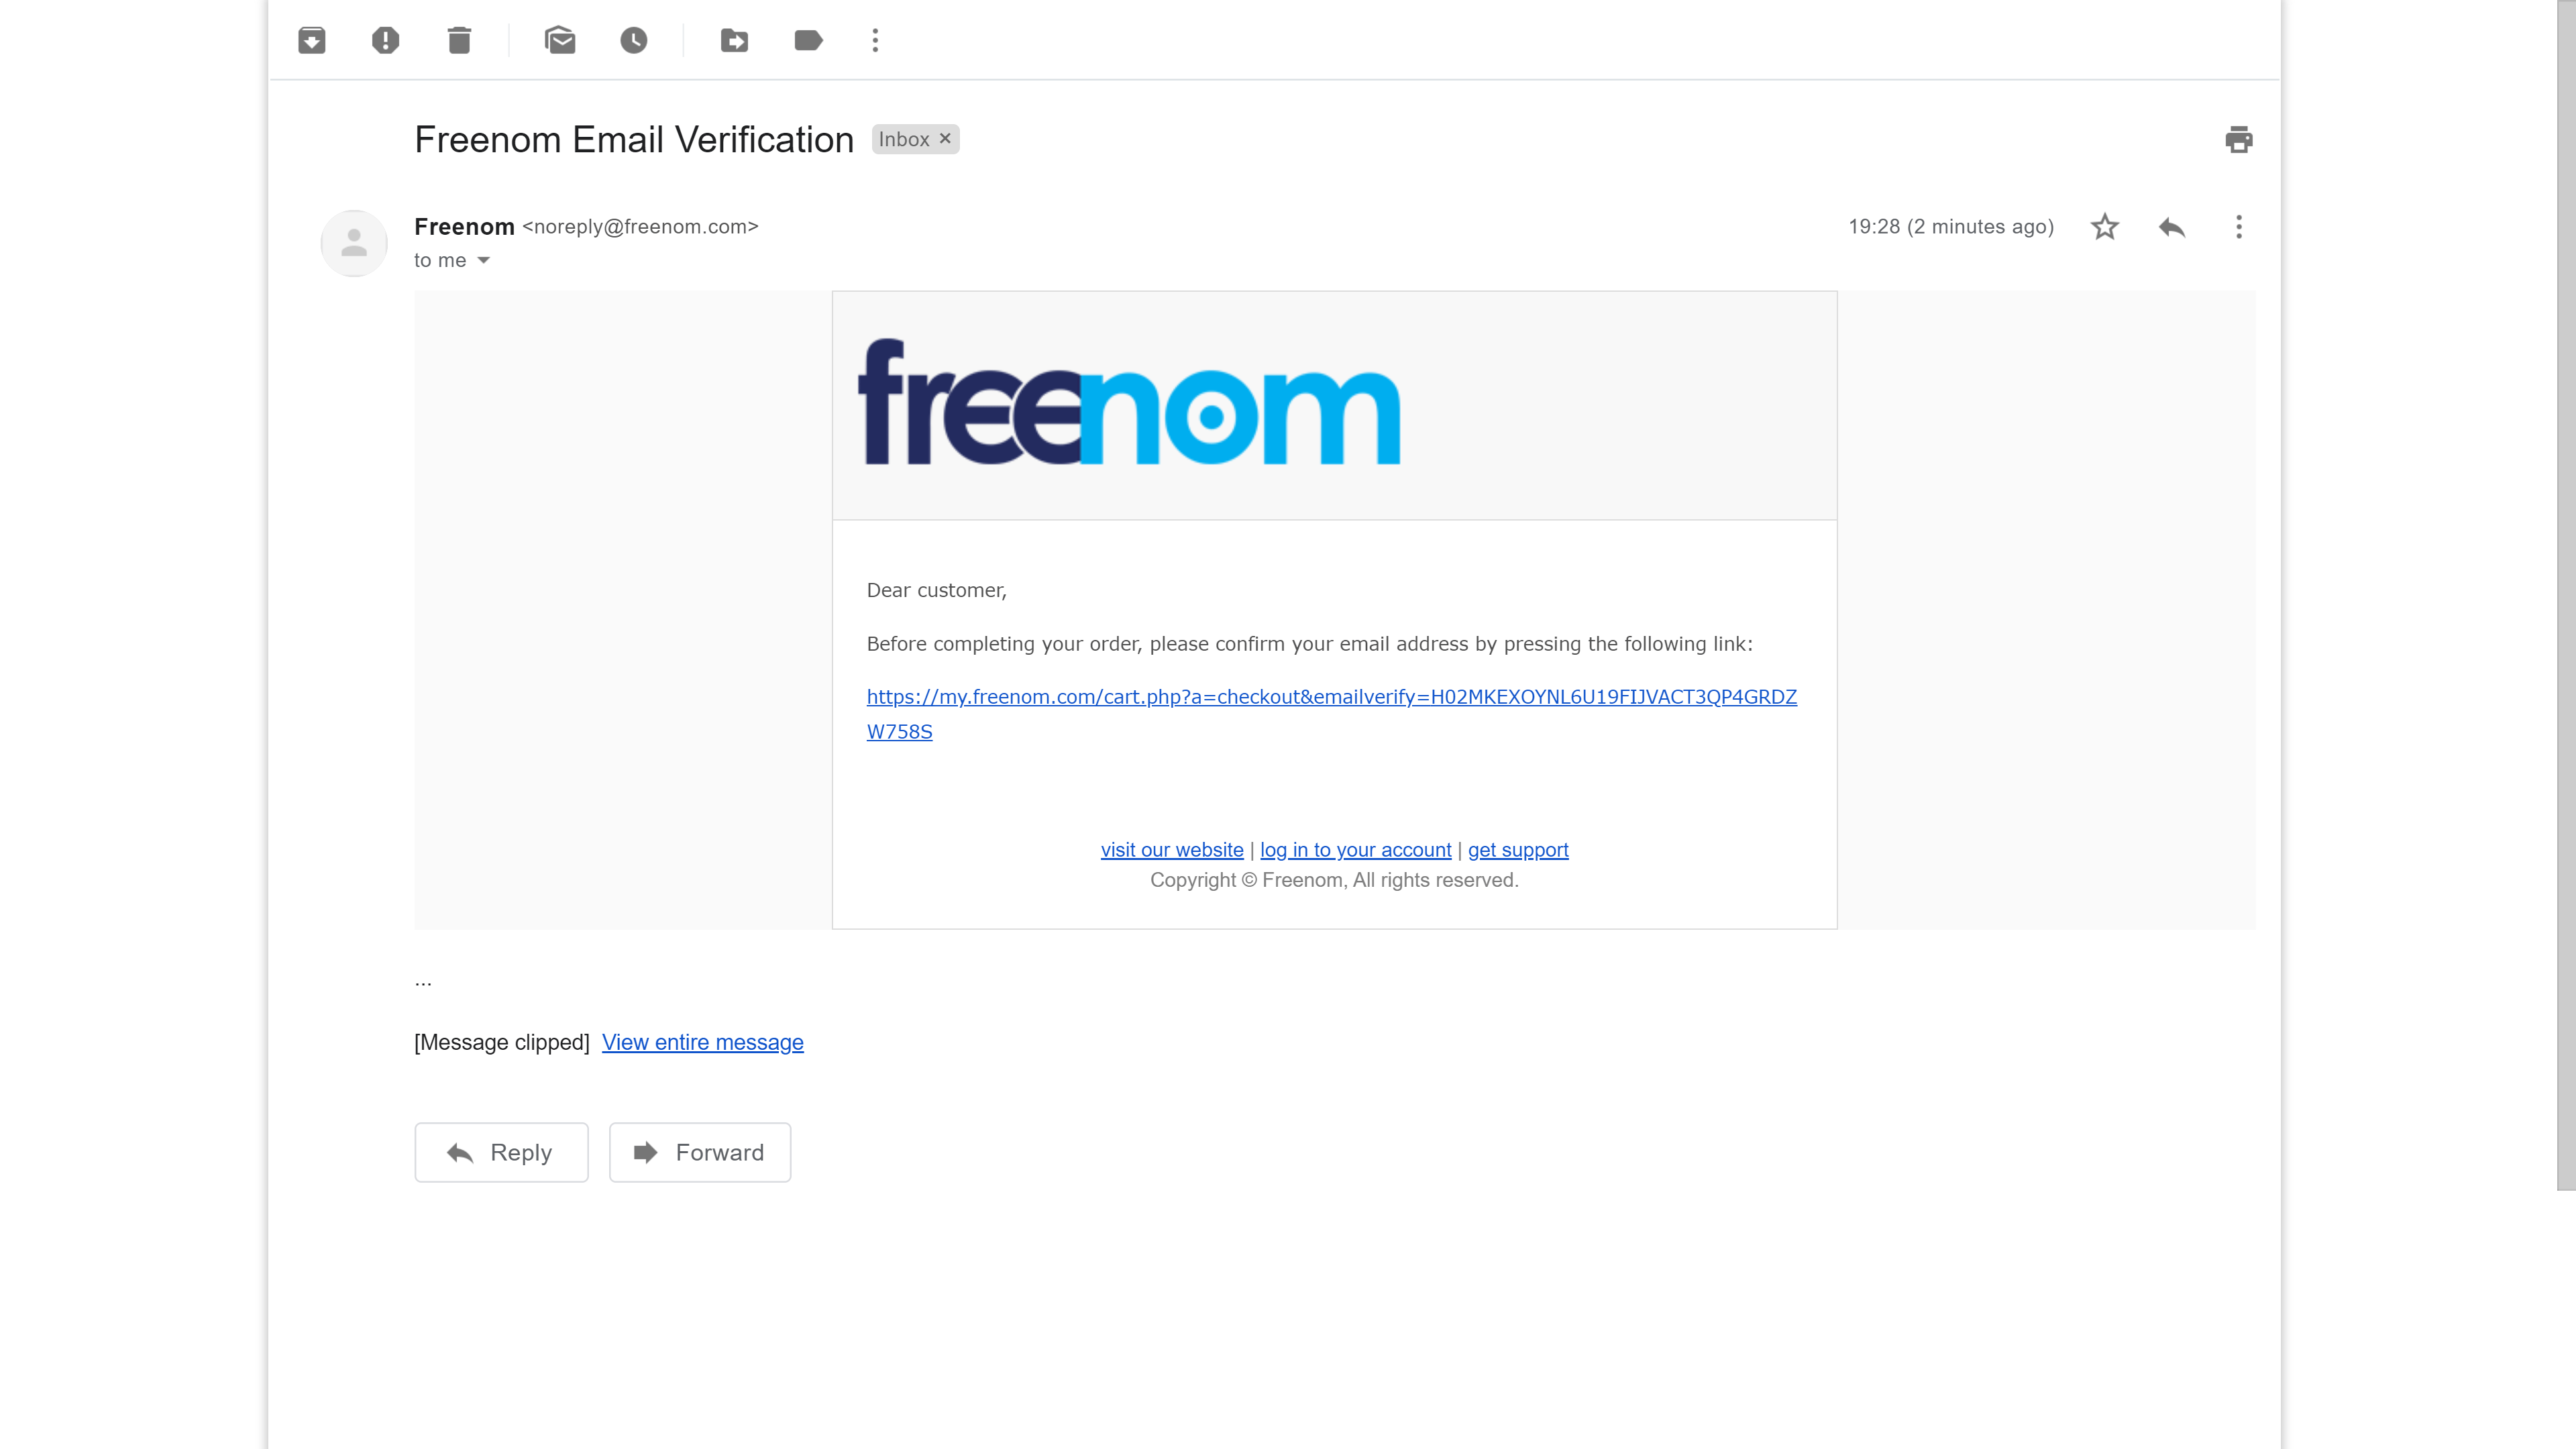 Freenom Email Verification Inbox ×
Freenom <noreply@freenom.com> 19:28 (2 minutes ago)
to me
freenom
Dear customer,
Before completing your order, please confirm your email address by pressing the following link:
https://my.freenom.com/cart.php?a=checkout&emailverify=H02MKEXOYNL6U19FIJVACT3QP4GRDZ
W758S
visit our website | log in to your account | get support
Copyright © Freenom, All rights reserved.
...
[Message clipped] View entire message
Reply Forward